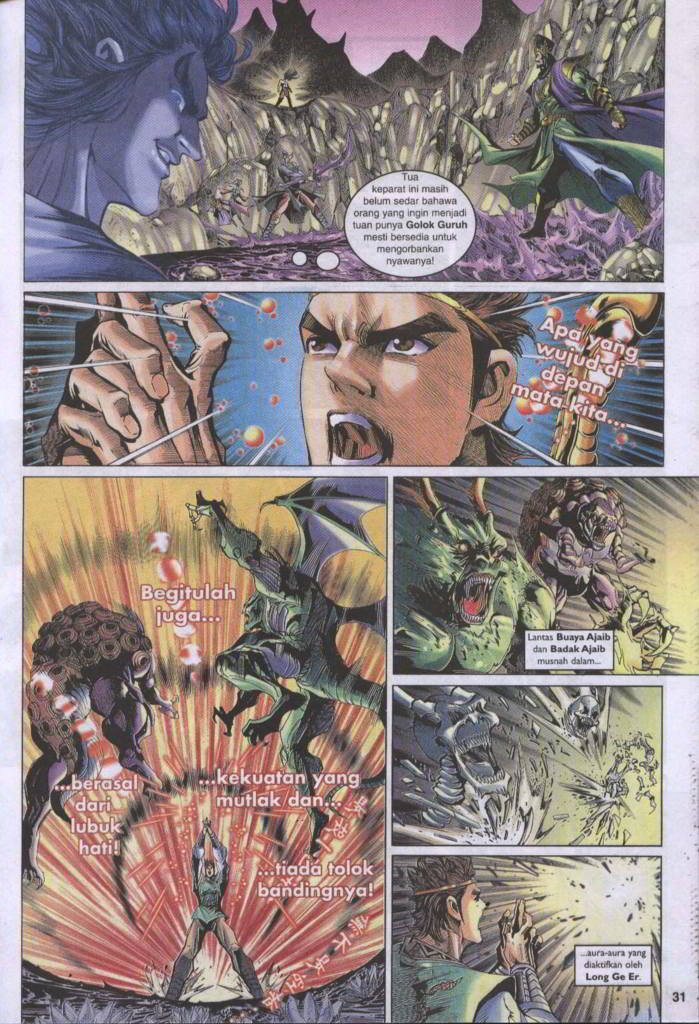 Tua
keparat ini masih
belum sedar bahawa
orang yang ingin menjadi
tuan punya Golok Guruh
mesti bersedia untuk
mengorbankan
nyawanya!
Apa yang
wujud di
depan
mata kita...
Begitulah
juga...
...kekuatan yang
mutlak dan...
...berasal
dari
lubuk
hati!
...tiada tolok
bandingnya!
Lantas Buaya Ajaib
dan Badak Ajaib
musnah dalam...
...aura-aura yang
diaktifkan oleh
Long Ge Er.
31